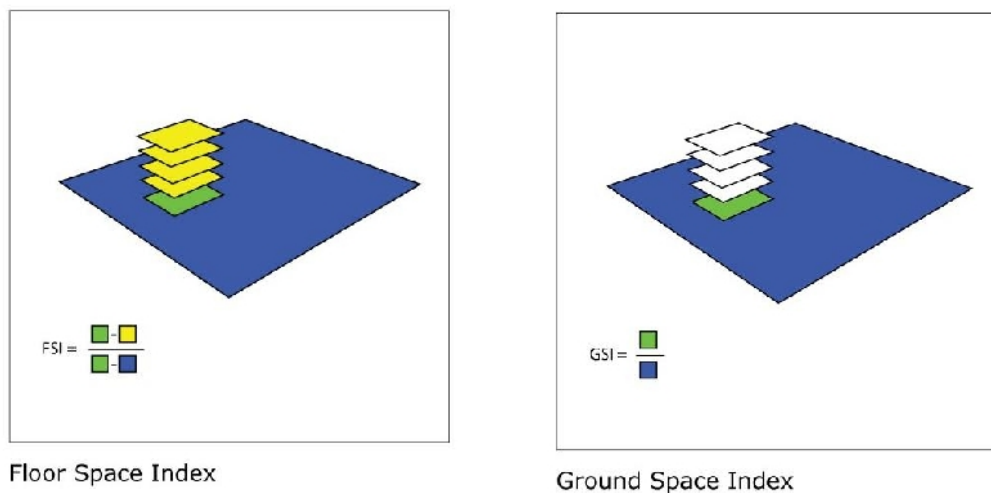 FSI =
-
-
GSI =
Floor Space Index
Ground Space Index